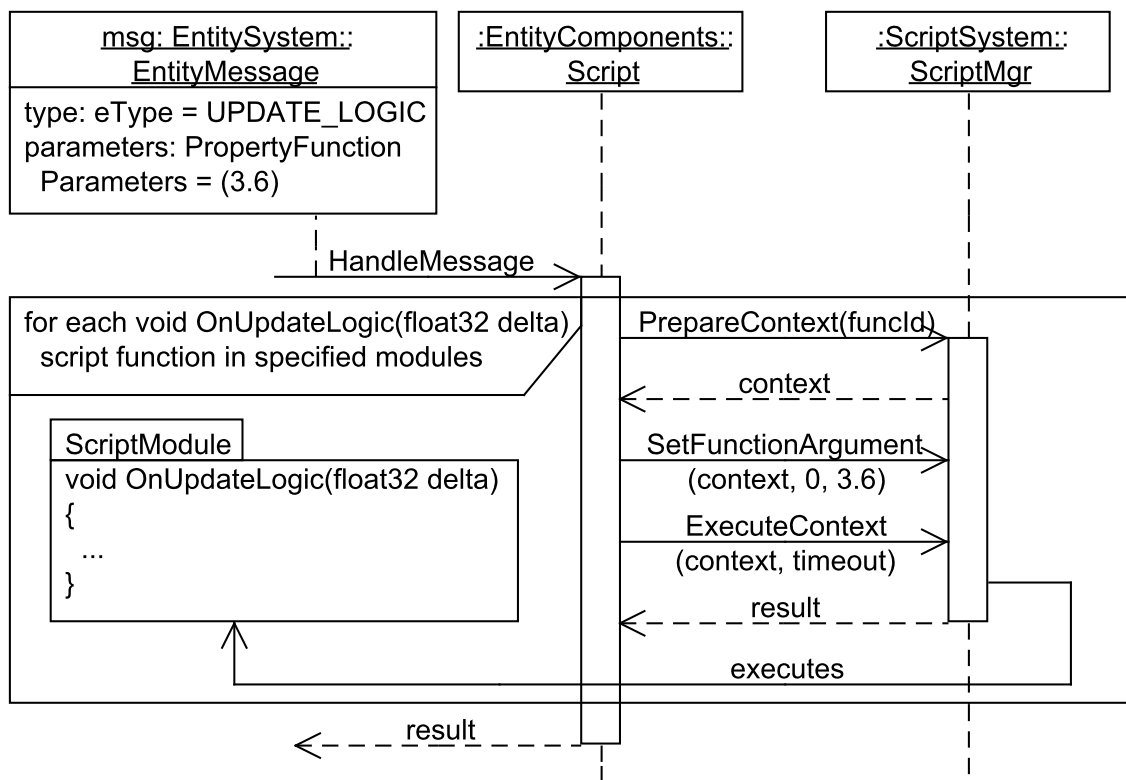 msg: EntitySystem::
EntityMessage
type: eType = UPDATE_LOGIC
parameters: PropertyFunction
Parameters = (3.6)
:EntityComponents::
Script
:ScriptSystem::
ScriptMgr
HandleMessage
for each void OnUpdateLogic(float32 delta)
script function in specified modules
PrepareContext(funcId)
context
ScriptModule
void OnUpdateLogic(float32 delta)
{
...
}
SetFunctionArgument
(context, 0, 3.6)
ExecuteContext
(context, timeout)
result
executes
result